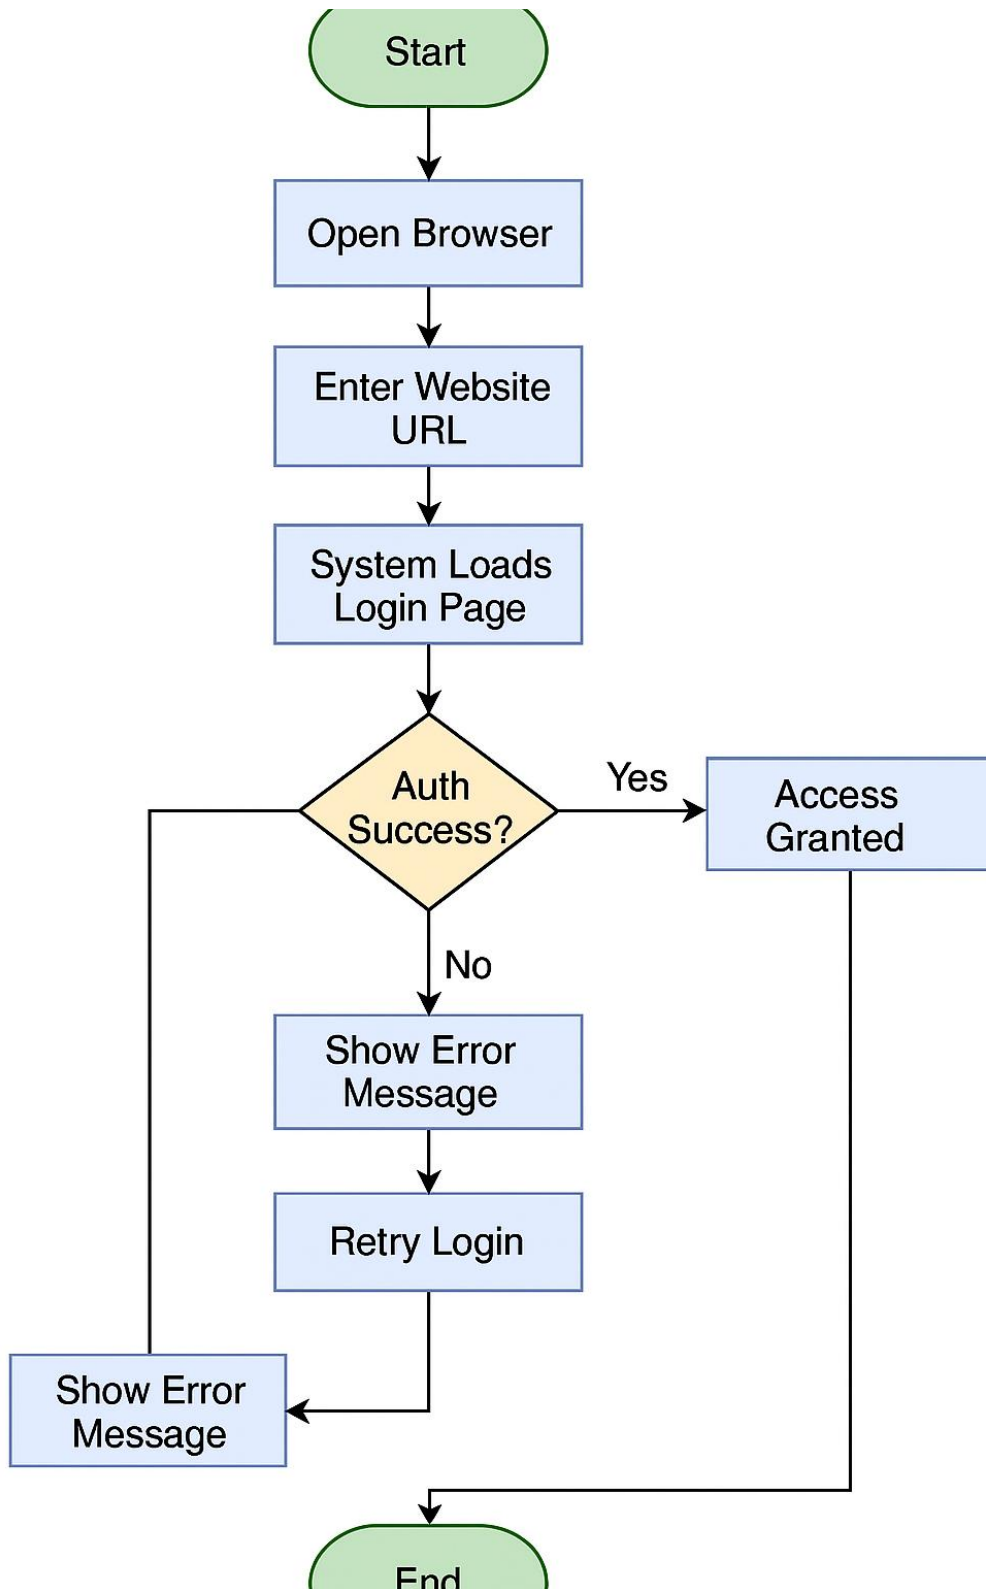 Start
Open Browser
Enter Website
URL
System Loads
Login Page
Auth
Success?
Yes
Access
Granted
No
Show Error
Message
Retry Login
Show Error
Message
End